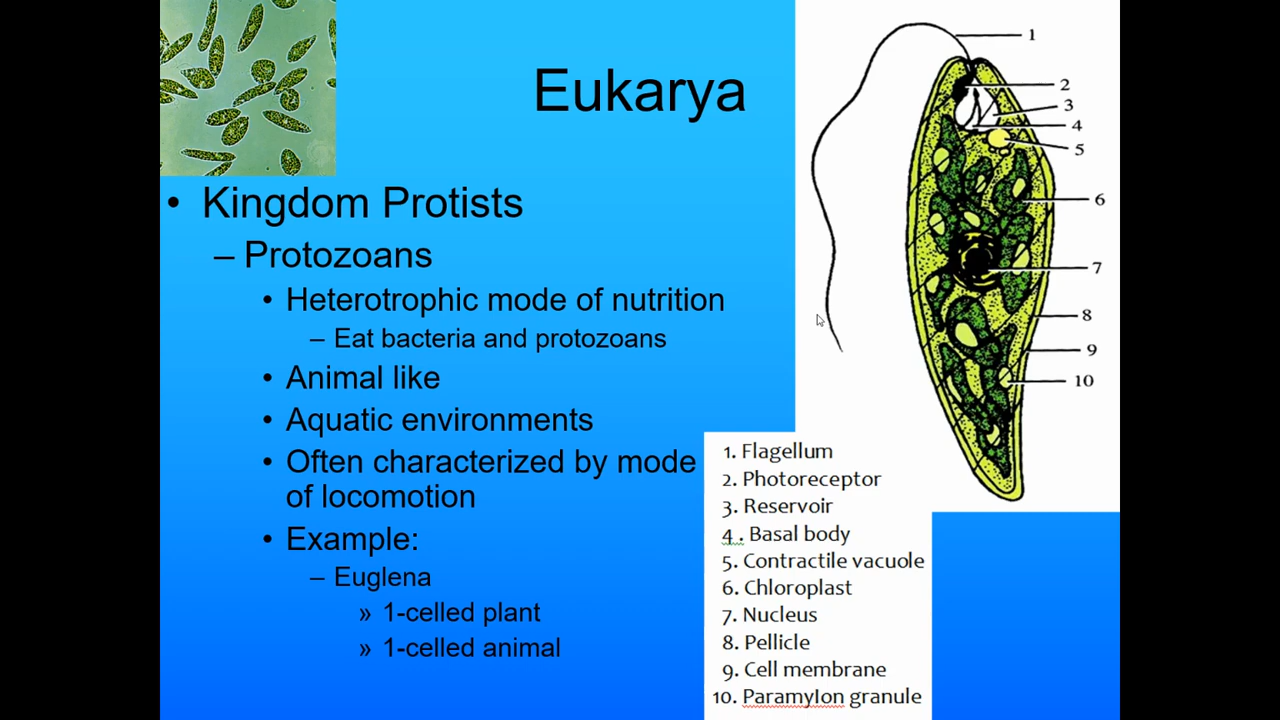 Eukarya
• Kingdom Protists
– Protozoans
• Heterotrophic mode of nutrition
– Eat bacteria and protozoans
• Animal like
• Aquatic environments
• Often characterized by mode
of locomotion
• Example:
– Euglena
» 1-celled plant
» 1-celled animal
1
2
3
4
5
6
7
8
9
10
1. Flagellum
2. Photoreceptor
3. Reservoir
4 . Basal body
5. Contractile vacuole
6. Chloroplast
7. Nucleus
8. Pellicle
9. Cell membrane
10. Paramylon granule